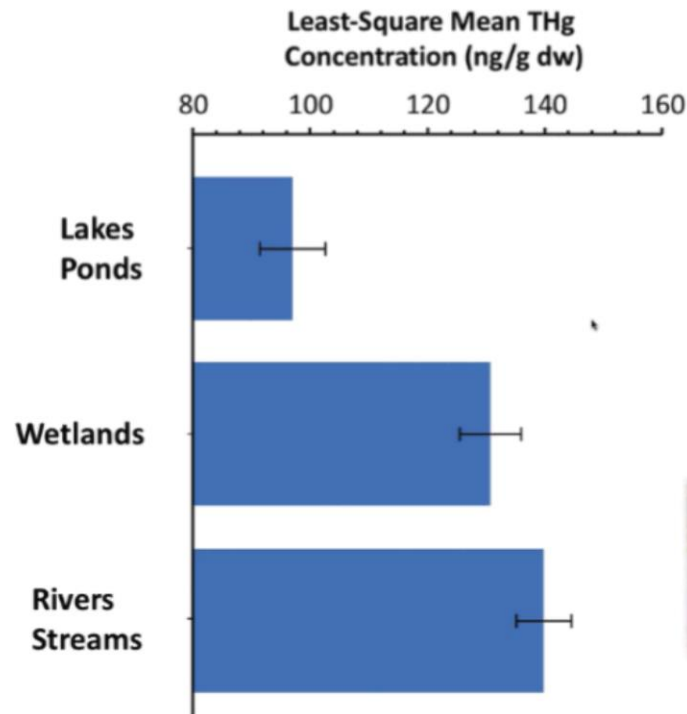 Least-Square Mean THg
Concentration (ng/g dw)
80 100 120 140 160
Lakes
Ponds
Wetlands
Rivers
Streams